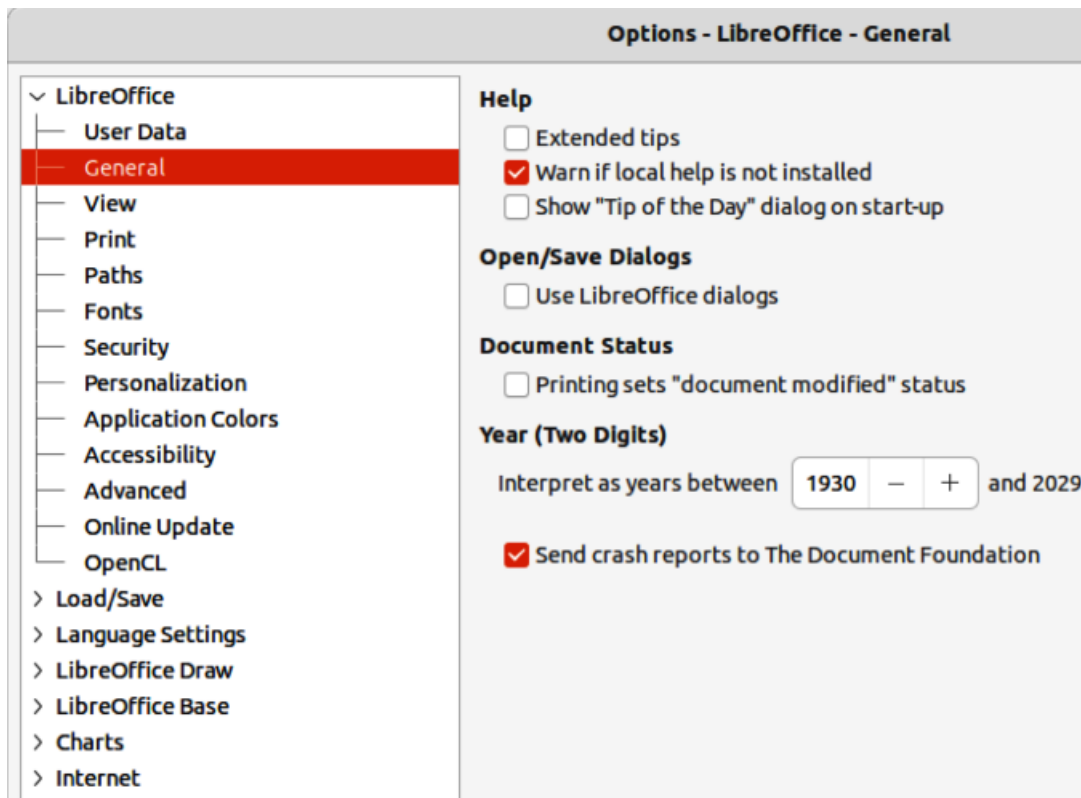 Options - LibreOffice - General
LibreOffice
User Data
General
View
Print
Paths
Fonts
Security
Personalization
Application Colors
Accessibility
Advanced
Online Update
OpenCL
Load/Save
Language Settings
LibreOffice Draw
LibreOffice Base
Charts
Internet
Help
Extended tips
Warn if local help is not installed
Show "Tip of the Day" dialog on start-up
Open/Save Dialogs
Use LibreOffice dialogs
Document Status
Printing sets "document modified" status
Year (Two Digits)
Interpret as years between 1930 − + and 2029
Send crash reports to The Document Foundation